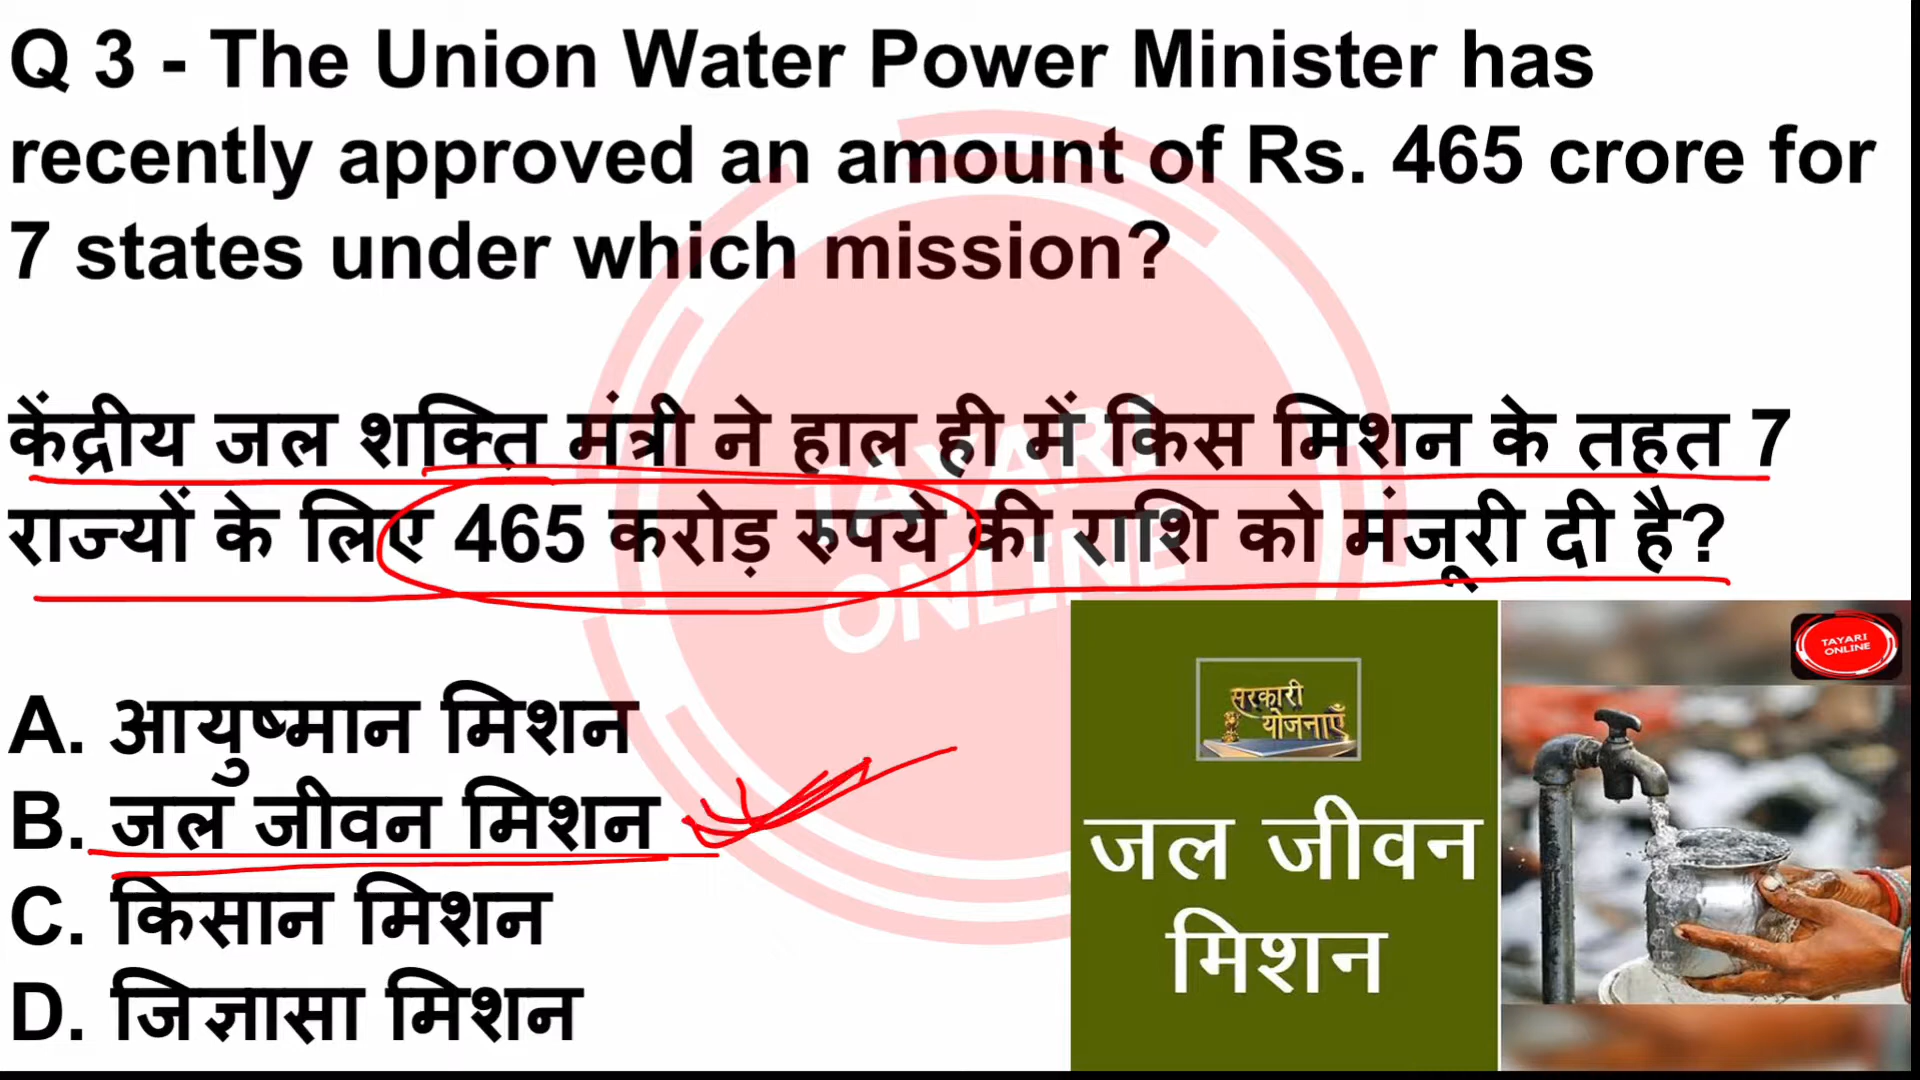 Q 3 - The Union Water Power Minister has
recently approved an amount of Rs. 465 crore for
7 states under which mission?
केंद्रीय जल शक्ति मंत्री ने हाल ही में किस मिशन के तहत 7
राज्यों के लिए 465 करोड़ रुपये की राशि को मंजूरी दी है?
TAYARI
ONLINE
A. आयुष्मान मिशन
B. जल जीवन मिशन
C. किसान मिशन
D. जिज्ञासा मिशन
सरकारी
योजनाएँ
जल जीवन
मिशन
TAYARI
ONLINE